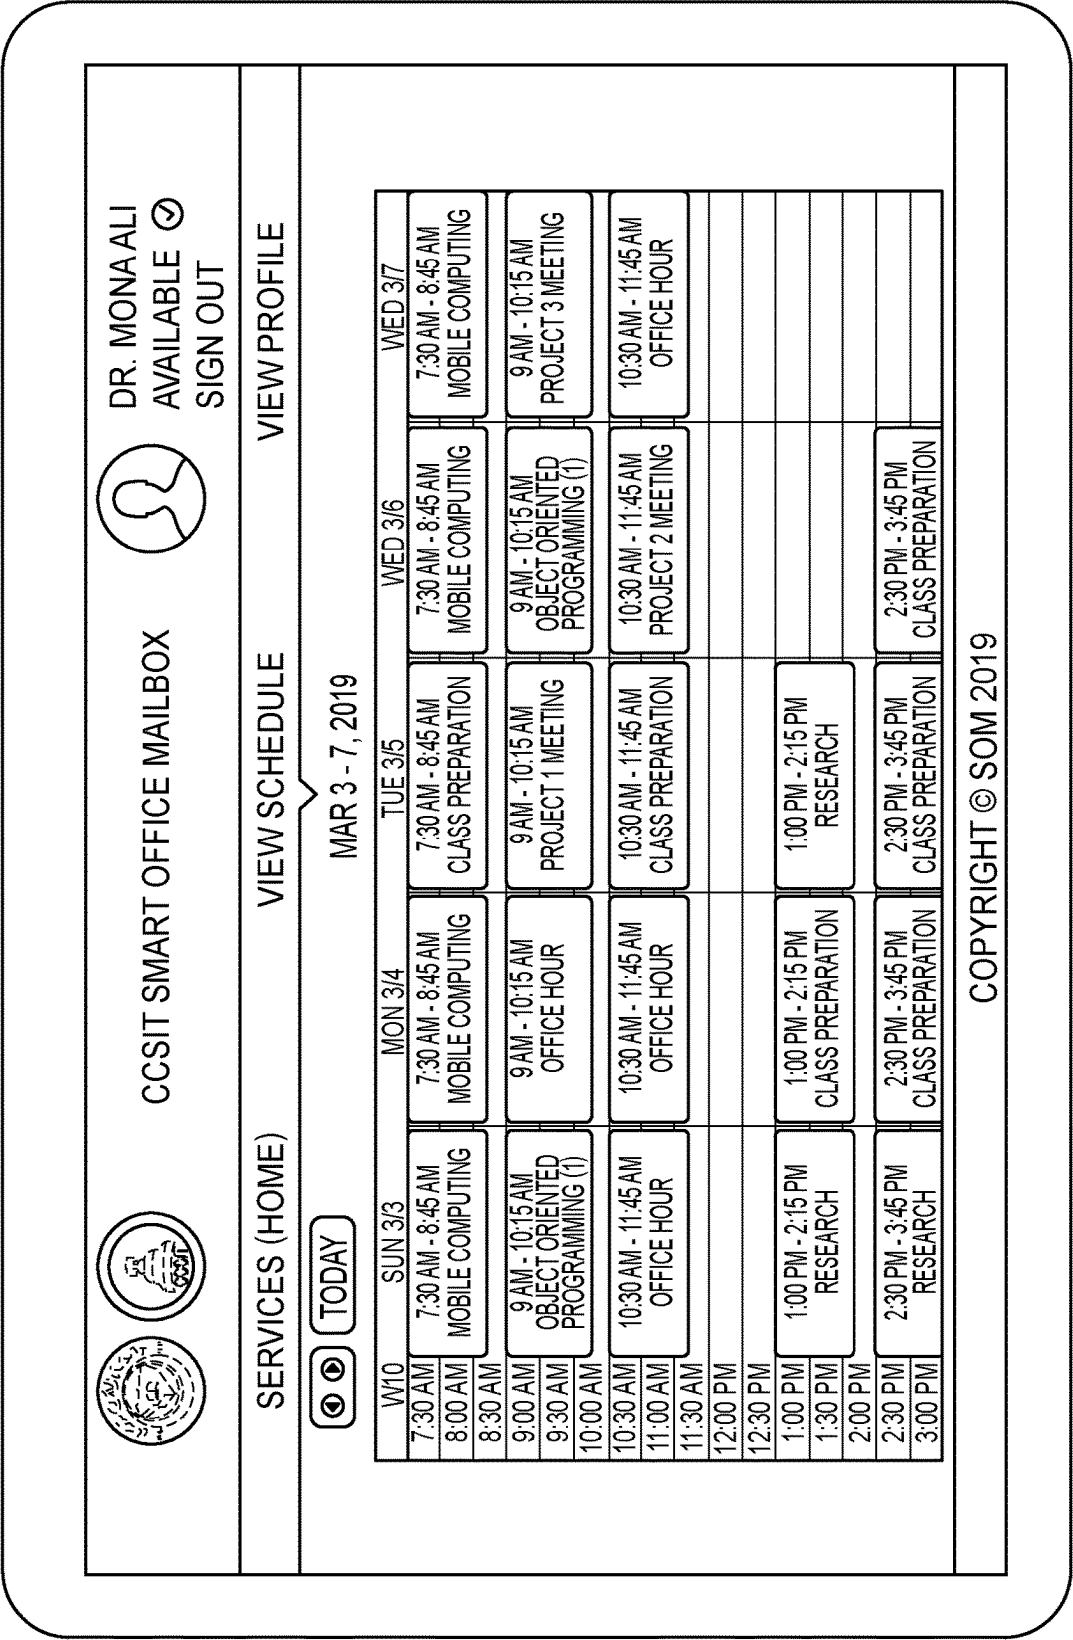 CCSIT SMART OFFICE MAILBOX
DR. MONA ALI
AVAILABLE
SIGN OUT
SERVICES (HOME)
VIEW SCHEDULE
VIEW PROFILE
TODAY
MAR 3 - 7, 2019
W10
SUN 3/3
MON 3/4
TUE 3/5
WED 3/6
WED 3/7
7:30 AM
8:00 AM
8:30 AM
9:00 AM
9:30 AM
10:00 AM
10:30 AM
11:00 AM
11:30 AM
12:00 PM
12:30 PM
1:00 PM
1:30 PM
2:00 PM
2:30 PM
3:00 PM
7:30 AM - 8:45 AM
MOBILE COMPUTING
9 AM - 10:15 AM
OBJECT ORIENTED
PROGRAMMING (1)
10:30 AM - 11:45 AM
OFFICE HOUR
1:00 PM - 2:15 PM
RESEARCH
2:30 PM - 3:45 PM
RESEARCH
7:30 AM - 8:45 AM
MOBILE COMPUTING
9 AM - 10:15 AM
OFFICE HOUR
10:30 AM - 11:45 AM
OFFICE HOUR
1:00 PM - 2:15 PM
CLASS PREPARATION
2:30 PM - 3:45 PM
CLASS PREPARATION
7:30 AM - 8:45 AM
CLASS PREPARATION
9 AM - 10:15 AM
PROJECT 1 MEETING
10:30 AM - 11:45 AM
CLASS PREPARATION
1:00 PM - 2:15 PM
RESEARCH
2:30 PM - 3:45 PM
CLASS PREPARATION
7:30 AM - 8:45 AM
MOBILE COMPUTING
9 AM - 10:15 AM
OBJECT ORIENTED
PROGRAMMING (1)
10:30 AM - 11:45 AM
PROJECT 2 MEETING
2:30 PM - 3:45 PM
CLASS PREPARATION
7:30 AM - 8:45 AM
MOBILE COMPUTING
9 AM - 10:15 AM
PROJECT 3 MEETING
10:30 AM - 11:45 AM
OFFICE HOUR
COPYRIGHT © SOM 2019